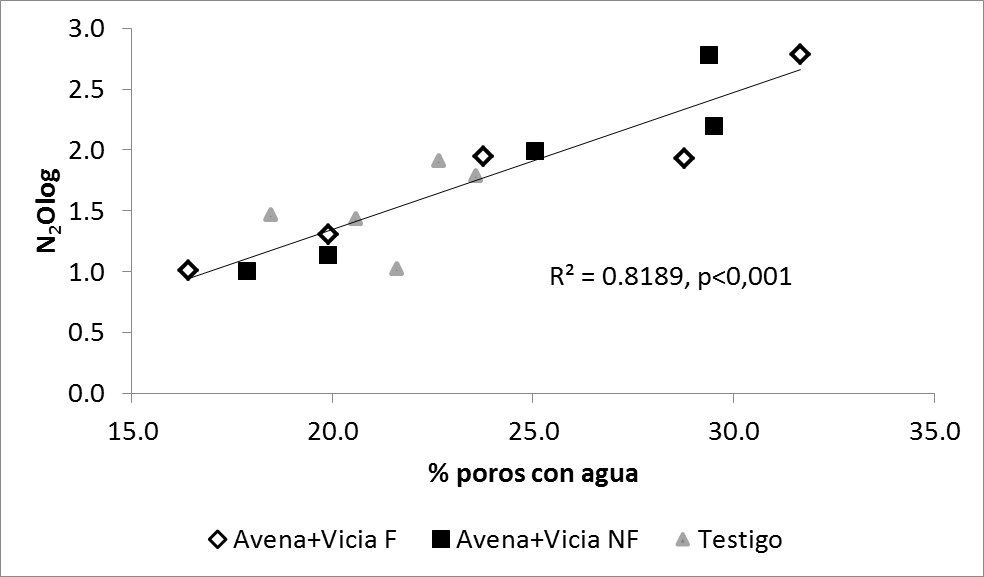 3.0
2.5
2.0
1.5
1.0
0.5
0.0
N₂Olog
R² = 0.8189, p<0,001
15.0 20.0 25.0 30.0 35.0
% poros con agua
Avena+Vicia F Avena+Vicia NF Testigo